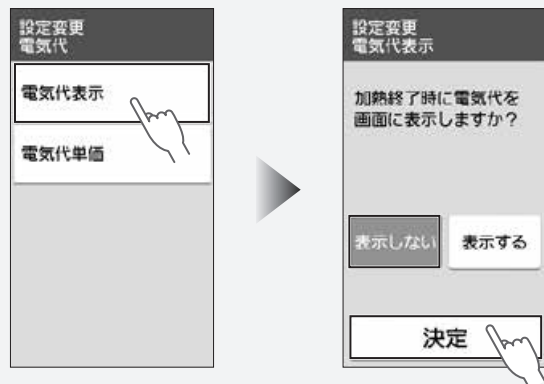 設定変更
電気代
電気代表示
電気代単価
設定変更
電気代表示
加熱終了時に電気代を
画面に表示しますか？
表示しない
表示する
決定